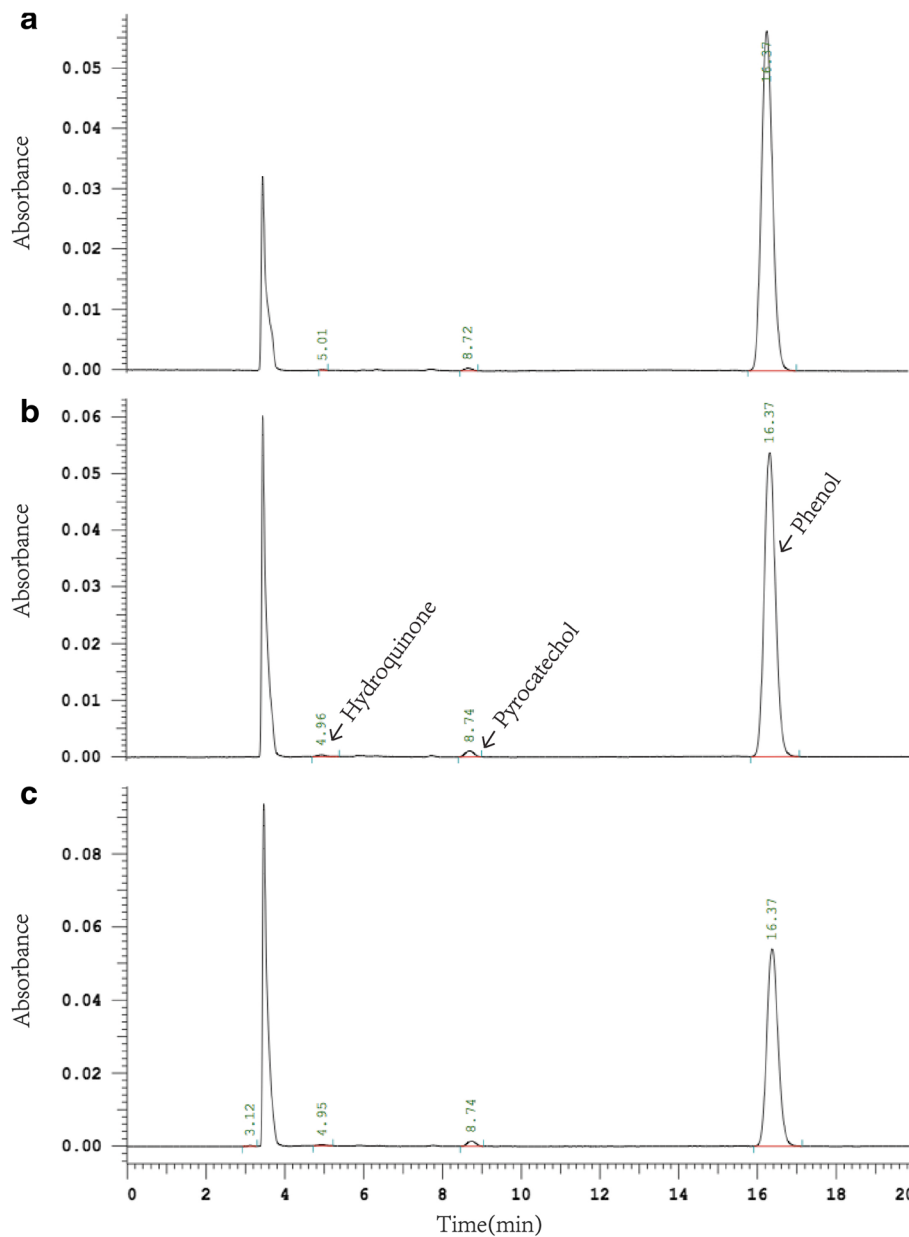 a
16.37
0.05
0.04
0.03
0.02
0.01
0.00
Absorbance
5.01
8.72
b
16.37
0.06
0.05
0.04
0.03
0.02
0.01
0.00
Absorbance
4.96
← Hydroquinone
8.74
← Pyrocatechol
← Phenol
c
0.08
0.06
0.04
0.02
0.00
Absorbance
3.12
4.95
8.74
16.37
0 2 4 6 8 10 12 14 16 18 20
Time(min)